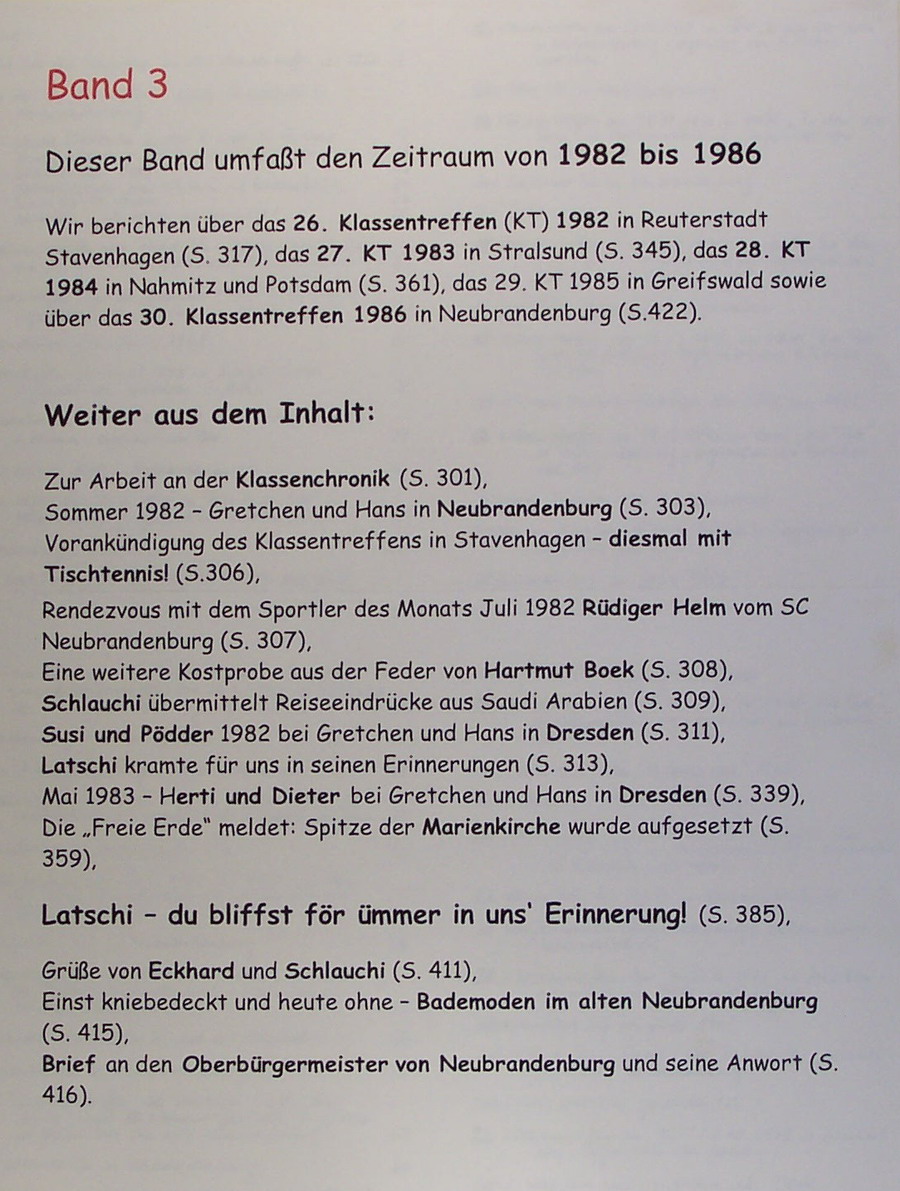 Band 3
Dieser Band umfaßt den Zeitraum von 1982 bis 1986
Wir berichten über das 26. Klassentreffen (KT) 1982 in Reuterstadt
Stavenhagen (S. 317), das 27. KT 1983 in Stralsund (S. 345), das 28. KT
1984 in Nahmitz und Potsdam (S. 361), das 29. KT 1985 in Greifswald sowie
über das 30. Klassentreffen 1986 in Neubrandenburg (S.422).
Weiter aus dem Inhalt:
Zur Arbeit an der Klassenchronik (S. 301),
Sommer 1982 – Gretchen und Hans in Neubrandenburg (S. 303),
Vorankündigung des Klassentreffens in Stavenhagen – diesmal mit
Tischtennis! (S.306),
Rendezvous mit dem Sportler des Monats Juli 1982 Rüdiger Helm vom SC
Neubrandenburg (S. 307),
Eine weitere Kostprobe aus der Feder von Hartmut Boek (S. 308),
Schlauchi übermittelt Reiseeindrücke aus Saudi Arabien (S. 309),
Susi und Pödder 1982 bei Gretchen und Hans in Dresden (S. 311),
Latschi kramte für uns in seinen Erinnerungen (S. 313),
Mai 1983 – Herti und Dieter bei Gretchen und Hans in Dresden (S. 339),
Die „Freie Erde“ meldet: Spitze der Marienkirche wurde aufgesetzt (S.
359),
Latschi – du bliffst för ümmer in uns' Erinnerung! (S. 385),
Grüße von Eckhard und Schlauchi (S. 411),
Einst kniebedeckt und heute ohne – Bademoden im alten Neubrandenburg
(S. 415),
Brief an den Oberbürgermeister von Neubrandenburg und seine Anwort (S.
416).